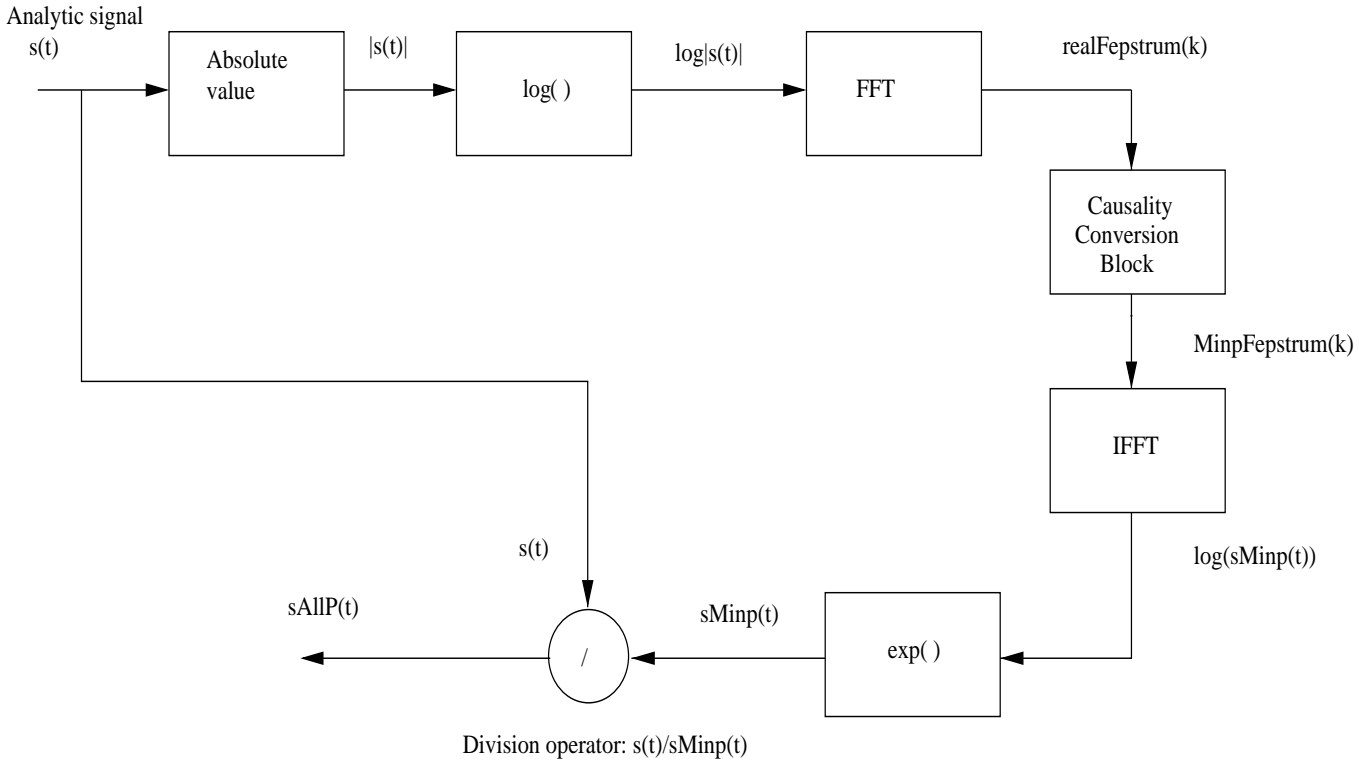 Analytic signal
s(t)
Absolute
value
|s(t)|
log( )
log|s(t)|
FFT
realFepstrum(k)
Causality
Conversion
Block
MinpFepstrum(k)
IFFT
log(sMinp(t))
exp( )
sMinp(t)
s(t)
/
sAllP(t)
Division operator: s(t)/sMinp(t)